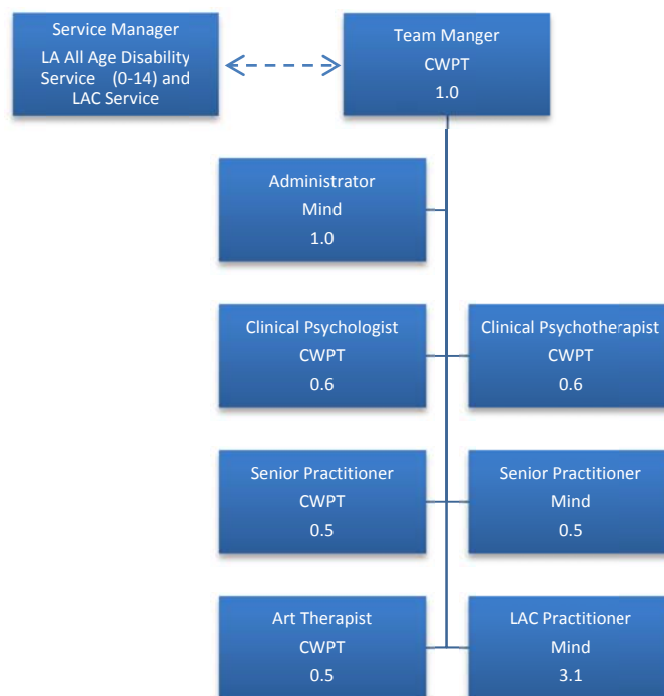 Service Manager
LA All Age Disability
Service (0-14) and
LAC Service
Team Manger
CWPT
1.0
Administrator
Mind
1.0
Clinical Psychologist
CWPT
0.6
Clinical Psychotherapist
CWPT
0.6
Senior Practitioner
CWPT
0.5
Senior Practitioner
Mind
0.5
Art Therapist
CWPT
0.5
LAC Practitioner
Mind
3.1